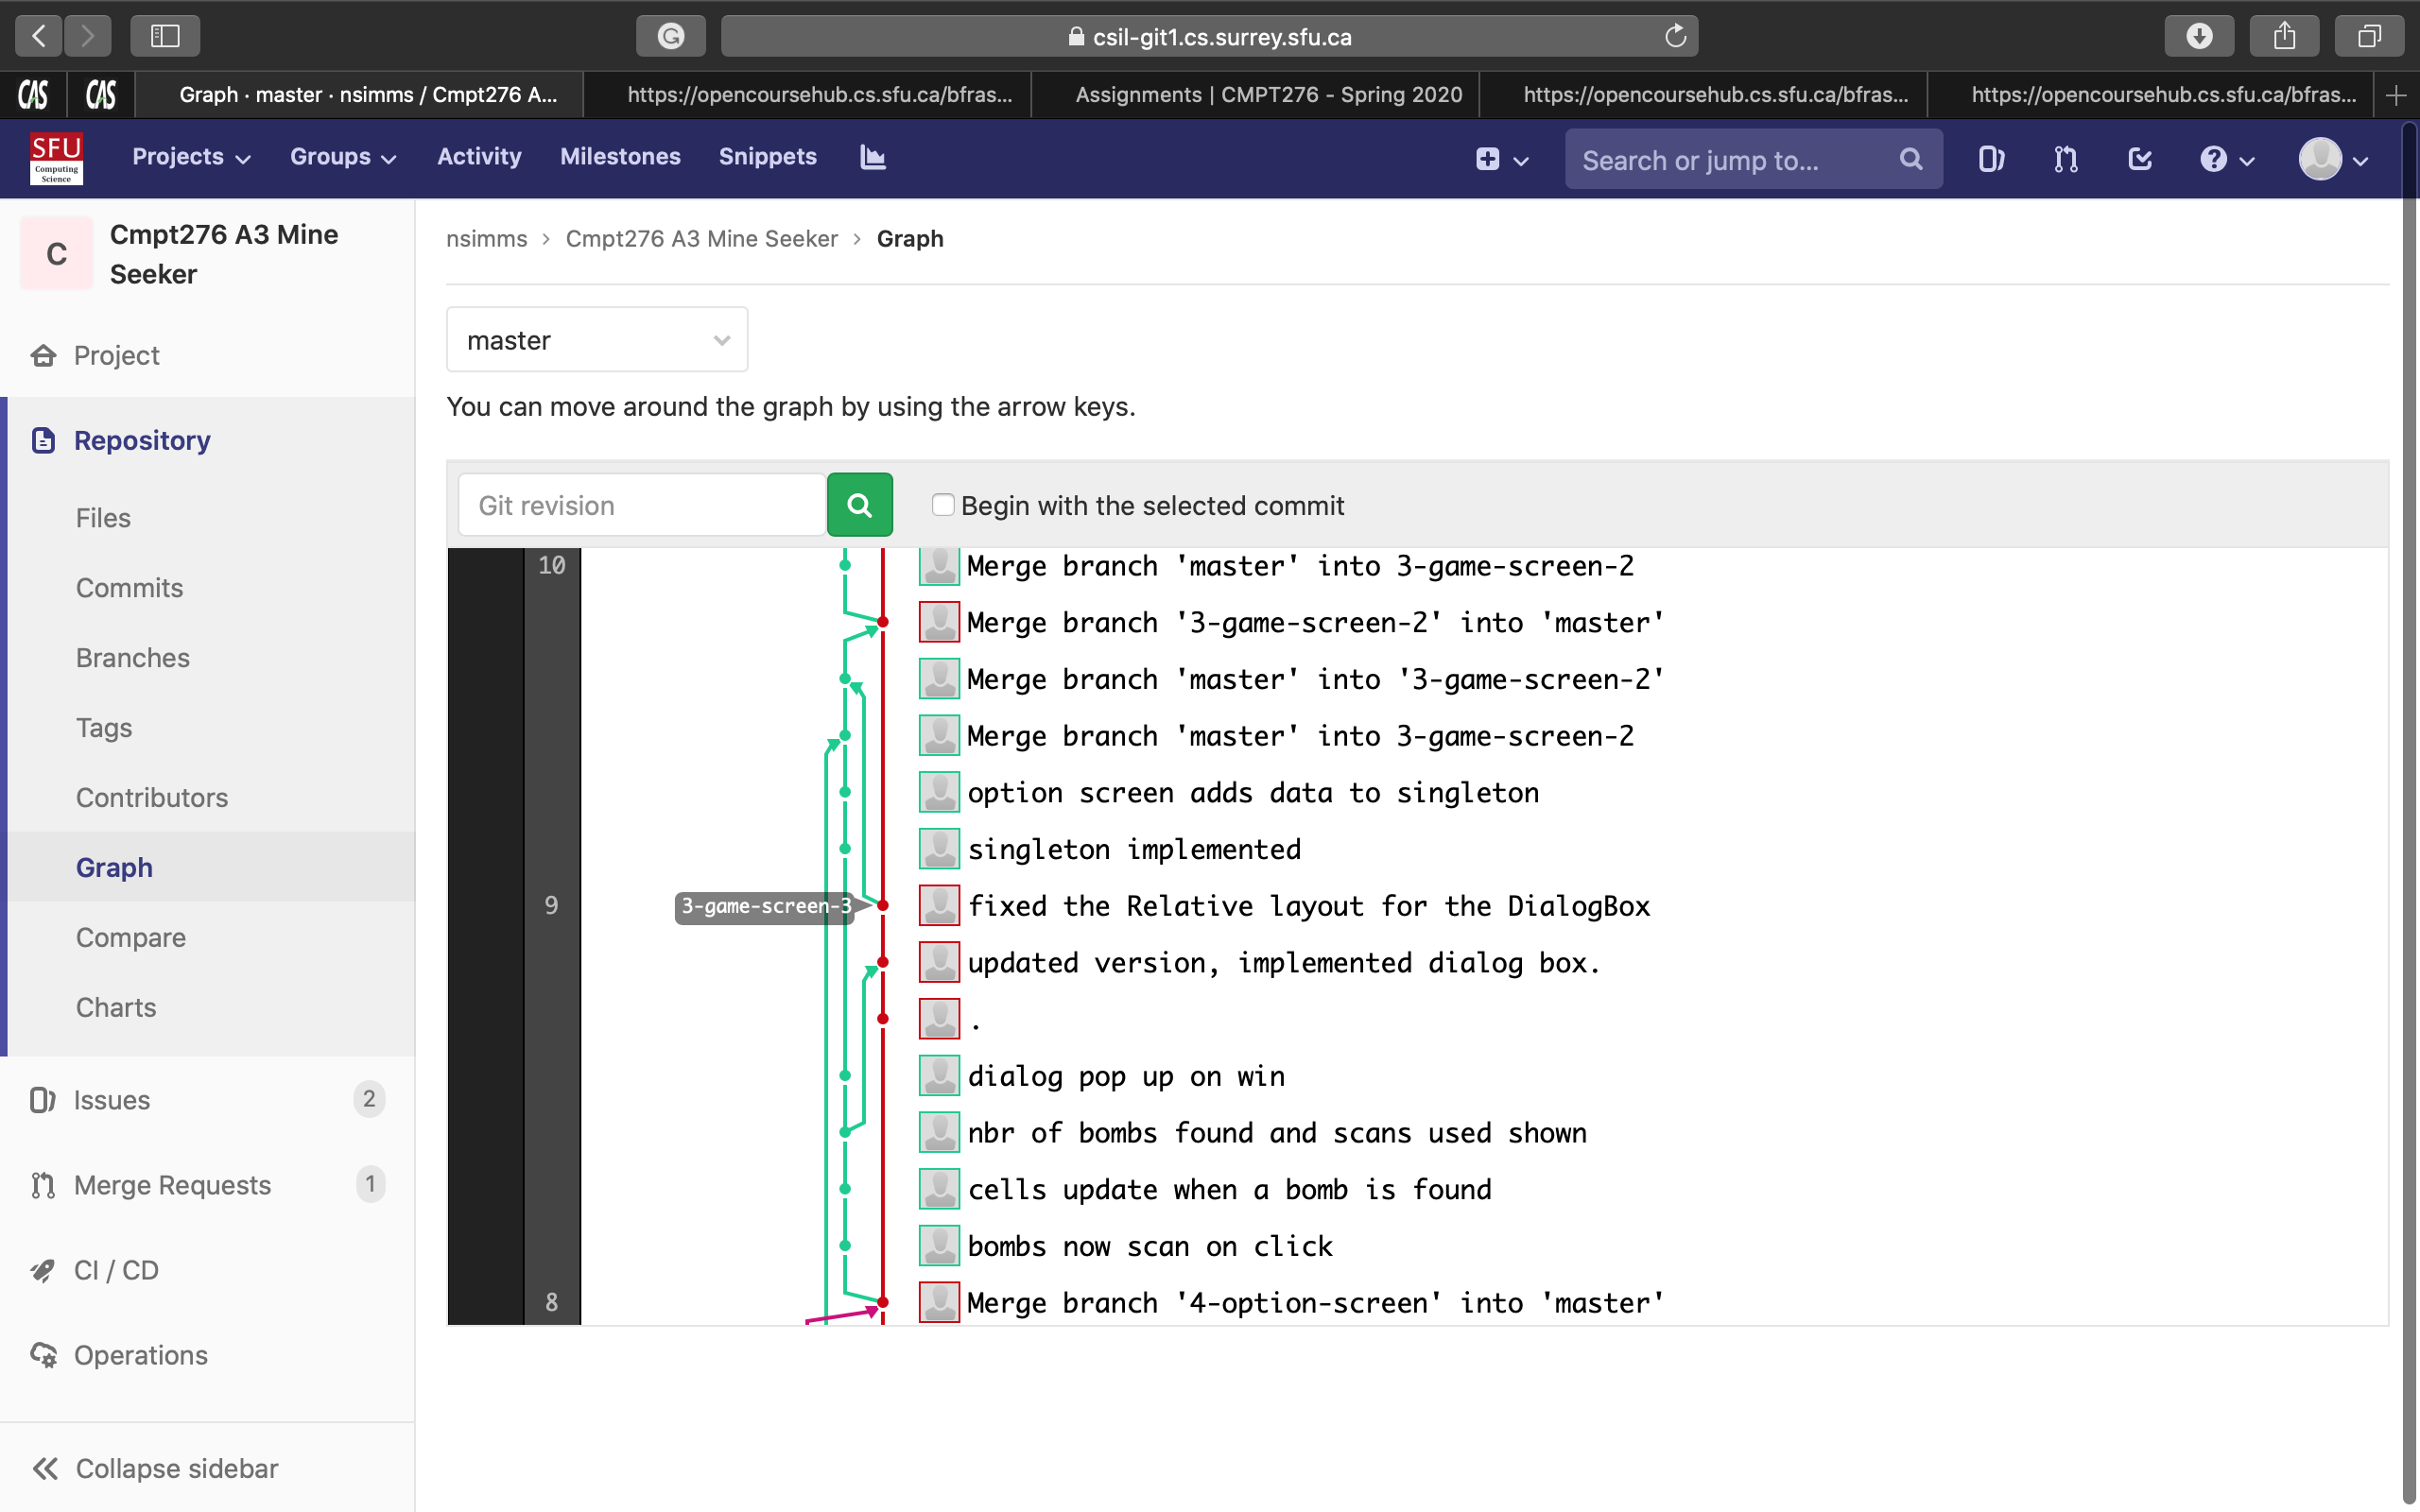 csil-git1.cs.surrey.sfu.ca
CAS
CAS
Graph · master · nsimms / Cmpt276 A...
https://opencoursehub.cs.sfu.ca/bfras...
Assignments | CMPT276 - Spring 2020
https://opencoursehub.cs.sfu.ca/bfras...
https://opencoursehub.cs.sfu.ca/bfras...
SFU
Computing
Science
Projects
Groups
Activity
Milestones
Snippets
Search or jump to...
C
Cmpt276 A3 Mine
Seeker
Project
Repository
Files
Commits
Branches
Tags
Contributors
Graph
Compare
Charts
Issues 2
Merge Requests 1
CI / CD
Operations
Collapse sidebar
nsimms > Cmpt276 A3 Mine Seeker > Graph
master
You can move around the graph by using the arrow keys.
Git revision
Begin with the selected commit
10 Merge branch 'master' into 3-game-screen-2
Merge branch '3-game-screen-2' into 'master'
Merge branch 'master' into '3-game-screen-2'
Merge branch 'master' into 3-game-screen-2
option screen adds data to singleton
singleton implemented
9 3-game-screen-3 fixed the Relative layout for the DialogBox
updated version, implemented dialog box.
.
dialog pop up on win
nbr of bombs found and scans used shown
cells update when a bomb is found
bombs now scan on click
8 Merge branch '4-option-screen' into 'master'